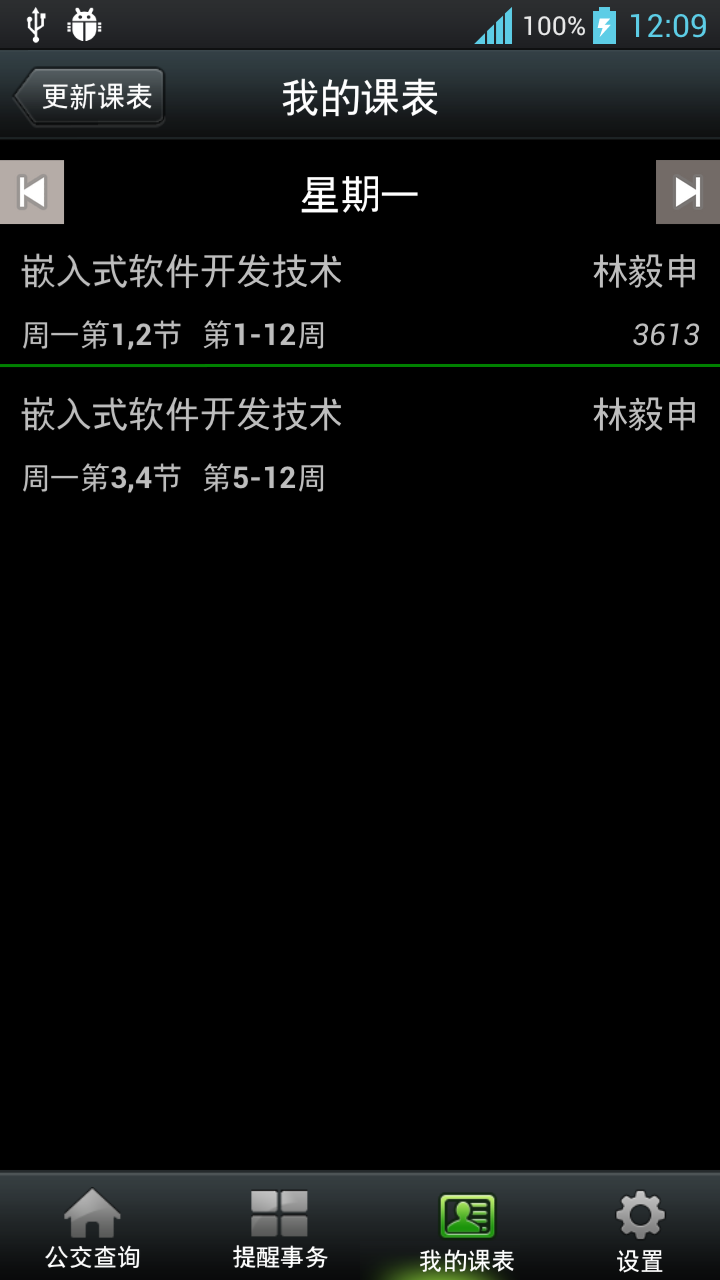 100% 12:09
更新课表 我的课表
星期一
嵌入式软件开发技术 林毅申
周一第1,2节 第1-12周 3613
嵌入式软件开发技术 林毅申
周一第3,4节 第5-12周
公交查询 提醒事务 我的课表 设置